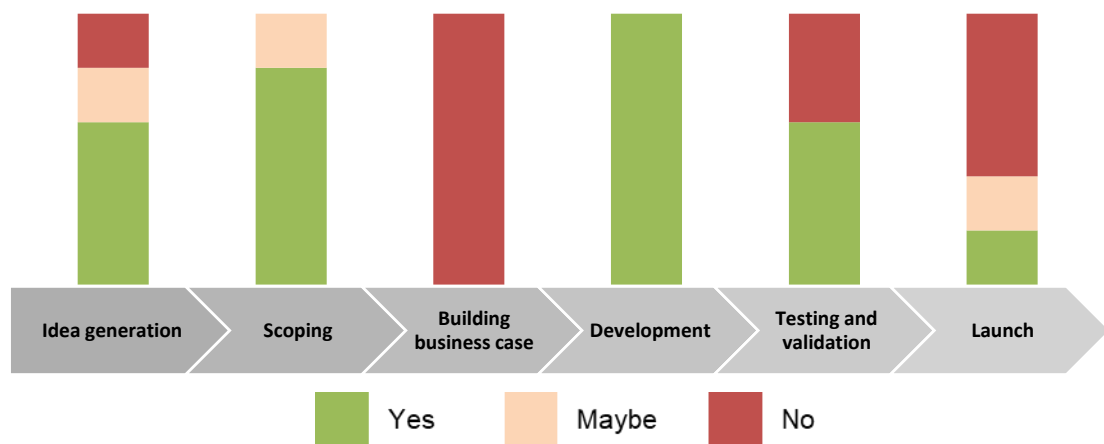 Idea generation
Scoping
Building
business case
Development
Testing and
validation
Launch
Yes
Maybe
No